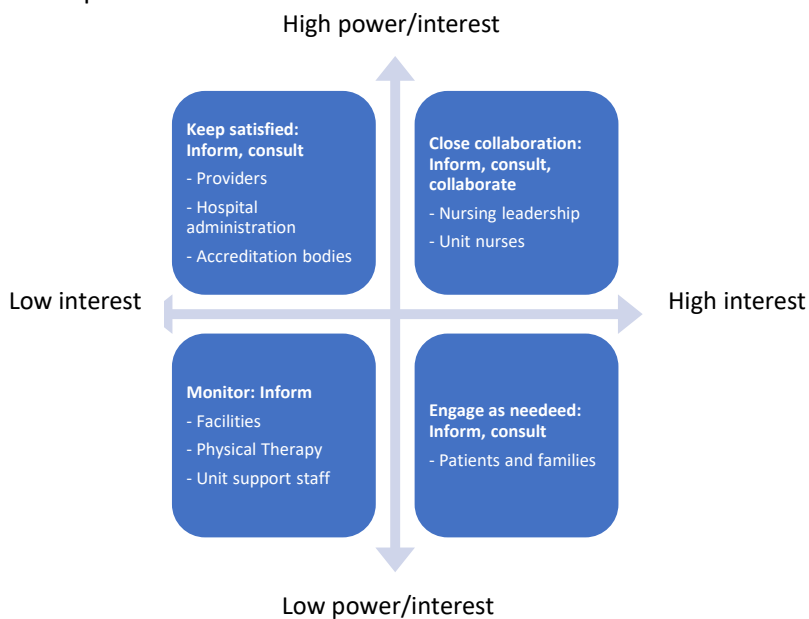 High power/interest
Keep satisfied:
Inform, consult
- Providers
- Hospital
administration
- Accreditation bodies
Close collaboration:
Inform, consult,
collaborate
- Nursing leadership
- Unit nurses
Low interest
High interest
Monitor: Inform
- Facilities
- Physical Therapy
- Unit support staff
Engage as needeed:
Inform, consult
- Patients and families
Low power/interest